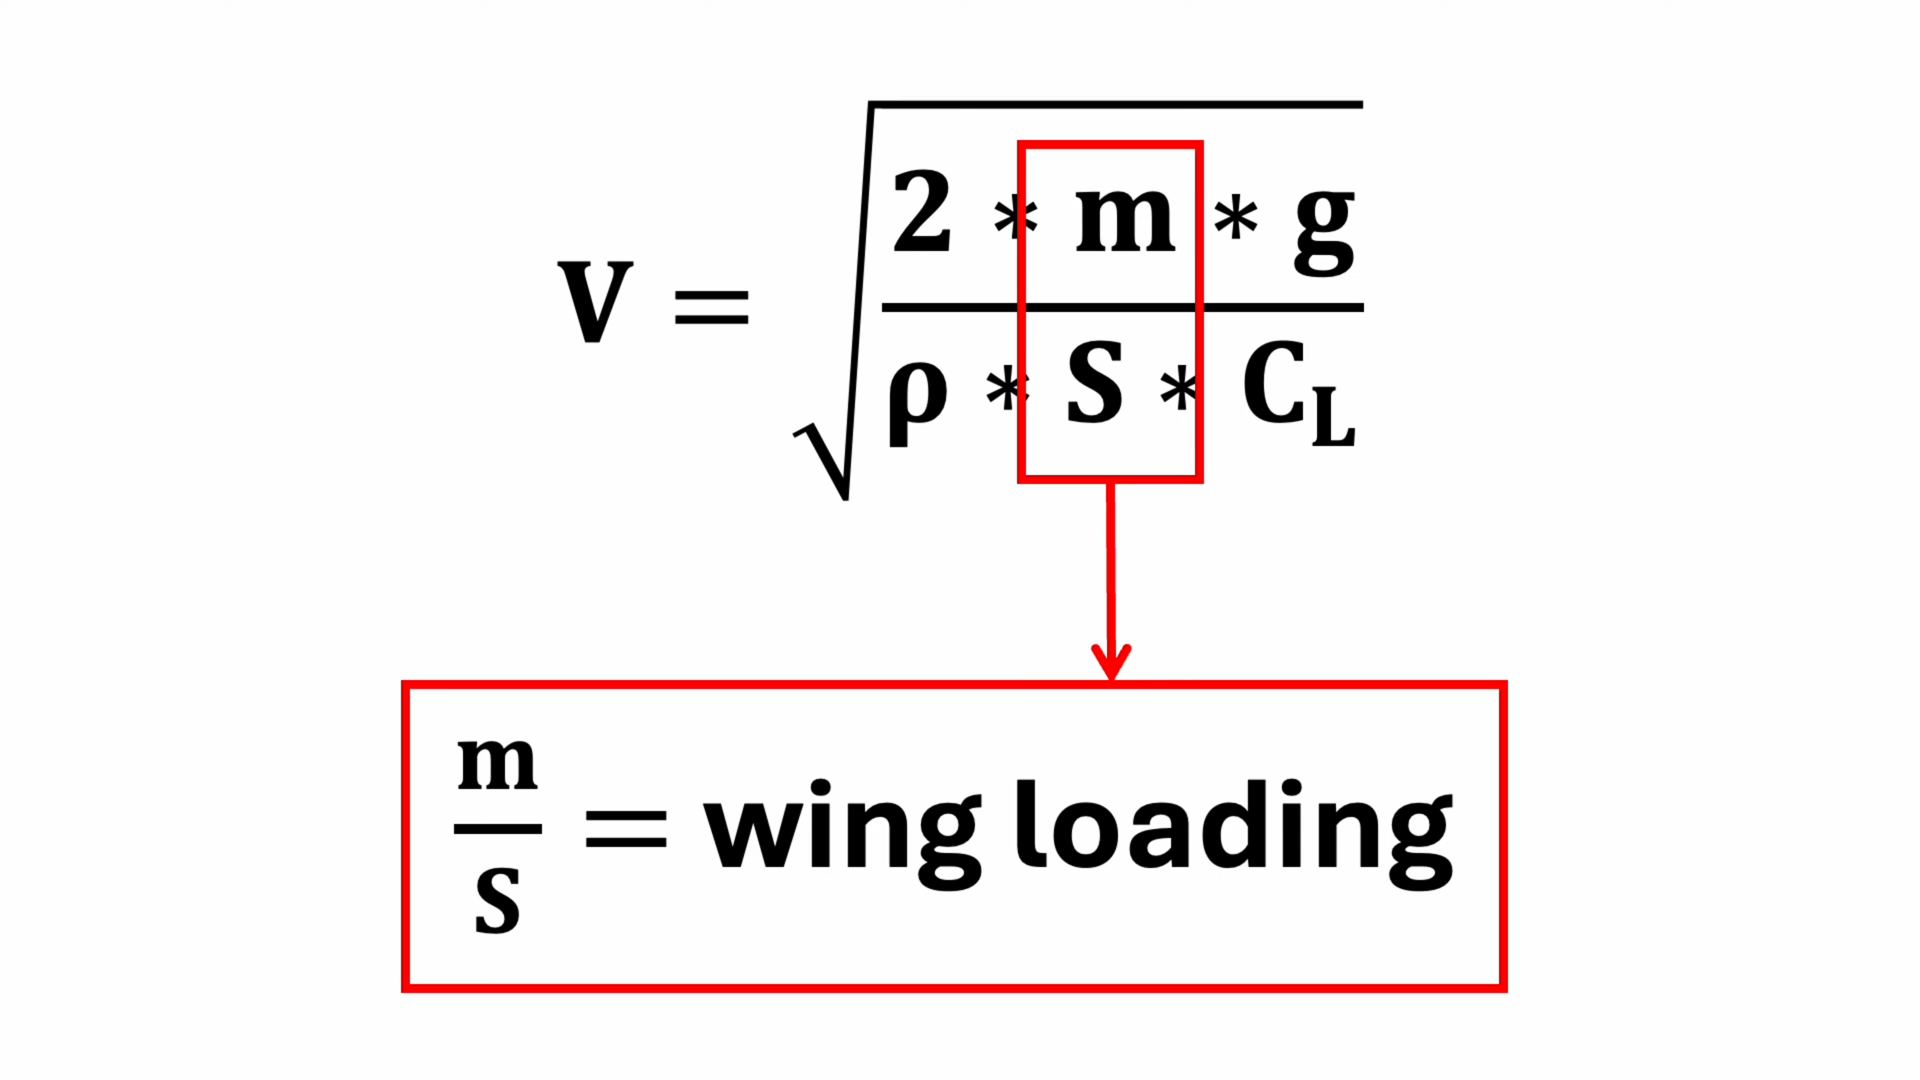 V = √(2 * m * g / ρ * S * C_L)
m/S = wing loading